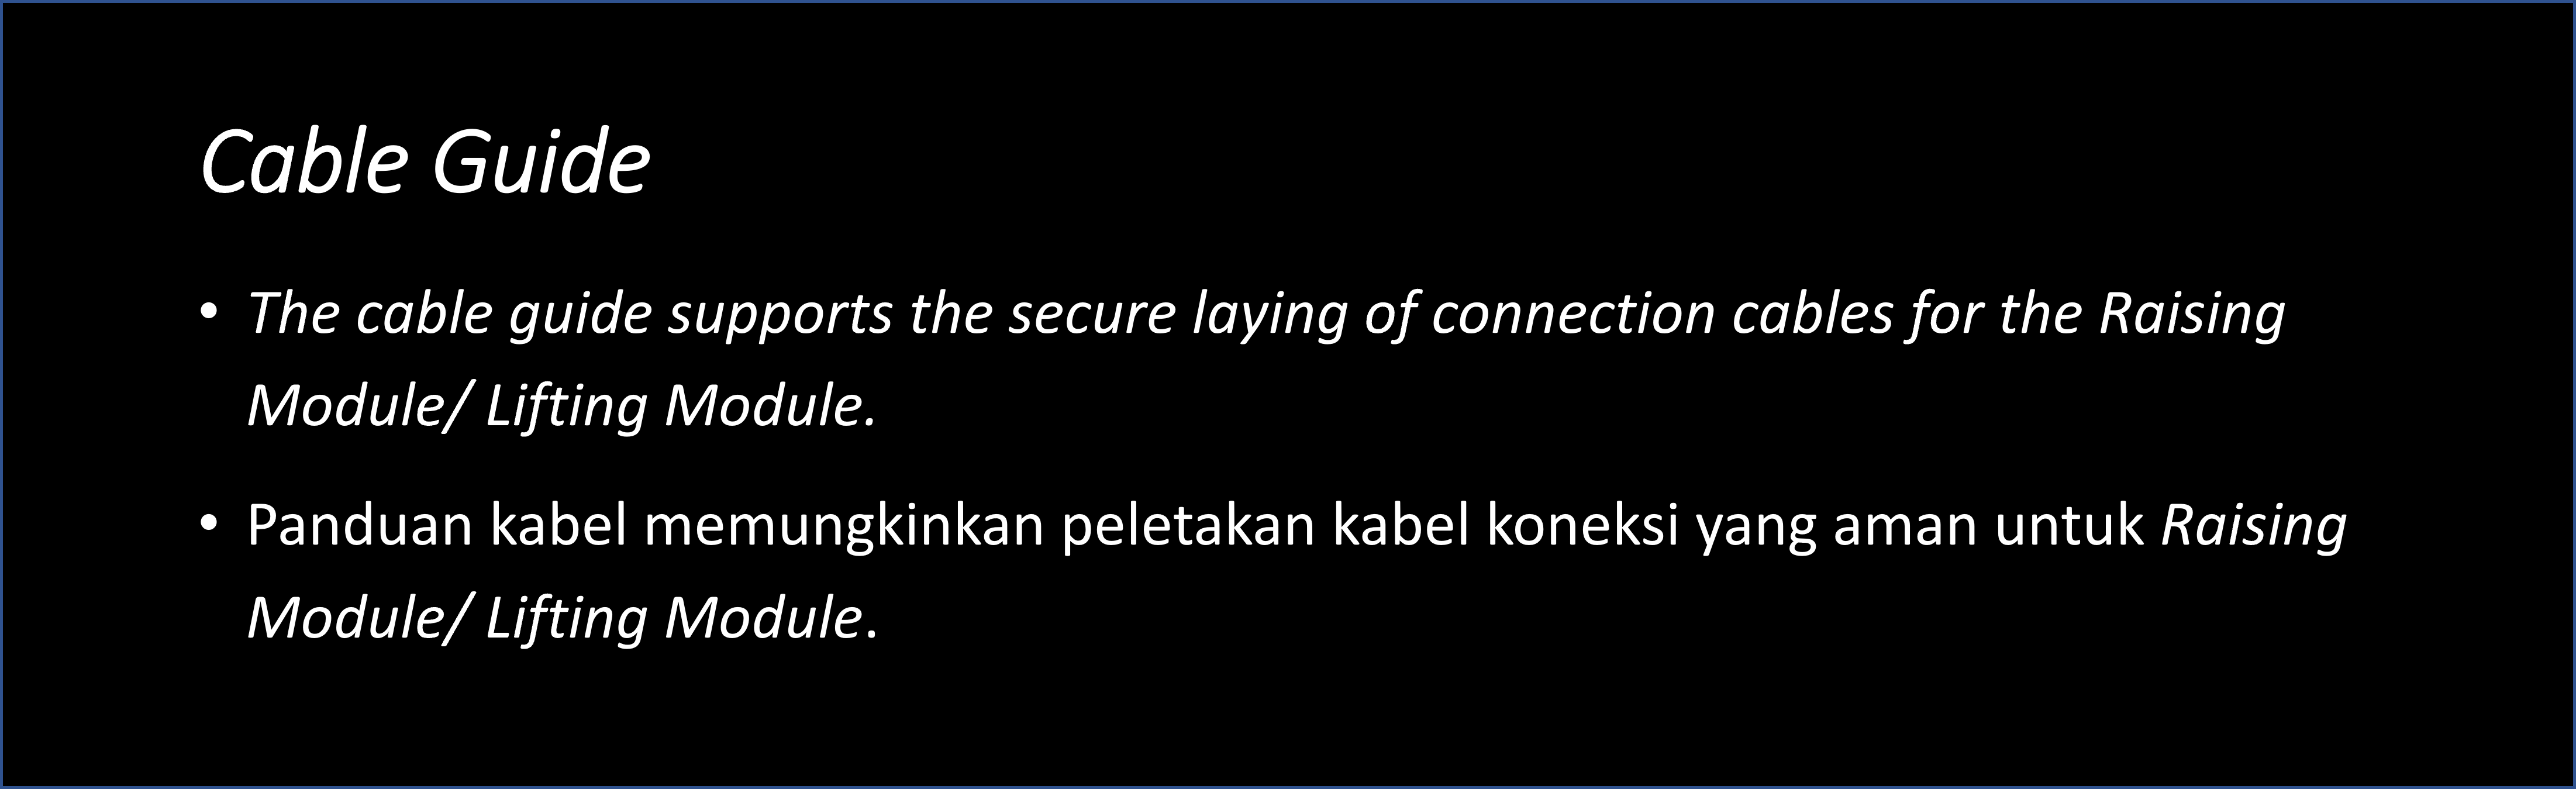 Cable Guide
• The cable guide supports the secure laying of connection cables for the Raising
Module/ Lifting Module.
• Panduan kabel memungkinkan peletakan kabel koneksi yang aman untuk Raising
Module/ Lifting Module.